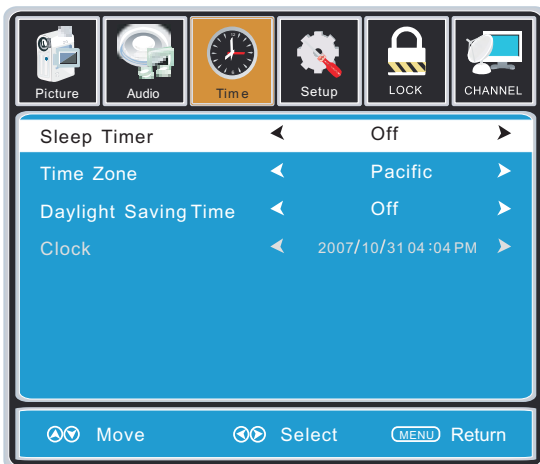 Picture Audio Time Setup LOCK CHANNEL
Sleep Timer Off
Time Zone Pacific
Daylight Saving Time Off
Clock 2007/10/31 04:04 PM
Move Select MENU Return